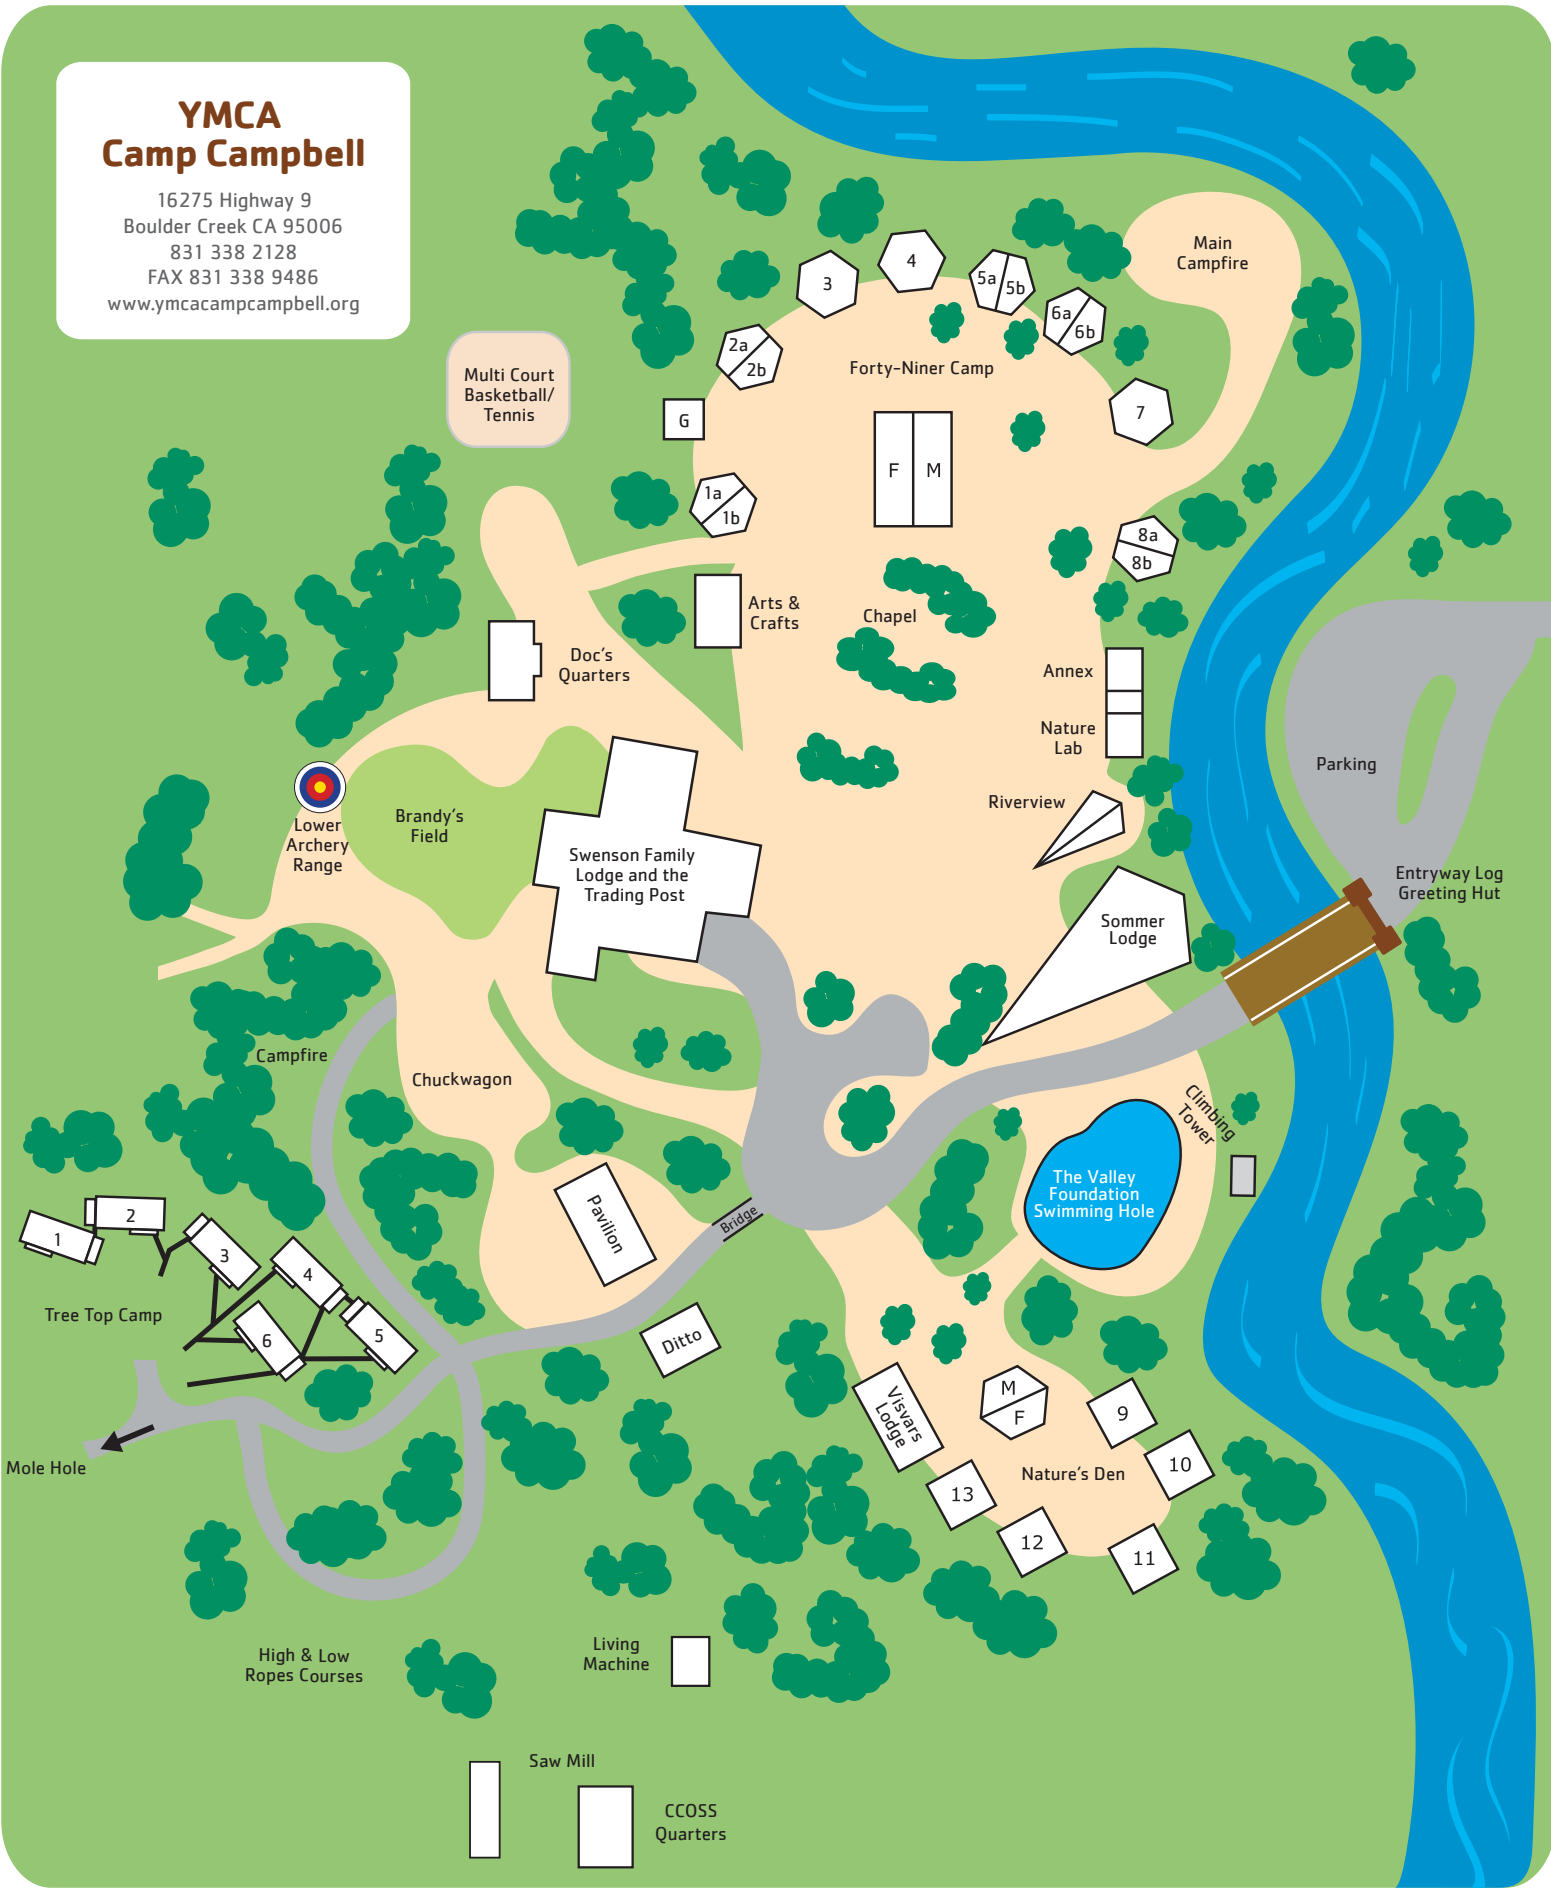 YMCA
Camp Campbell
16275 Highway 9
Boulder Creek CA 95006
831 338 2128
FAX 831 338 9486
www.ymcacampcampbell.org
Main
Campfire
3
4
5a
5b
6a
6b
2a
2b
Forty-Niner Camp
Multi Court
Basketball/
Tennis
G
7
F
M
1a
1b
8a
8b
Arts &
Crafts
Chapel
Doc's
Quarters
Annex
Nature
Lab
Parking
Riverview
Lower
Archery
Range
Brandy's
Field
Swenson Family
Lodge and the
Trading Post
Entryway Log
Greeting Hut
Sommer
Lodge
Campfire
Chuckwagon
Climbing
Tower
The Valley
Foundation
Swimming Hole
Pavilion
Bridge
1
2
3
4
5
6
Tree Top Camp
Ditto
Visvars
Lodge
M
F
9
10
Nature's Den
13
12
11
Mole Hole
High & Low
Ropes Courses
Living
Machine
Saw Mill
CCOSS
Quarters